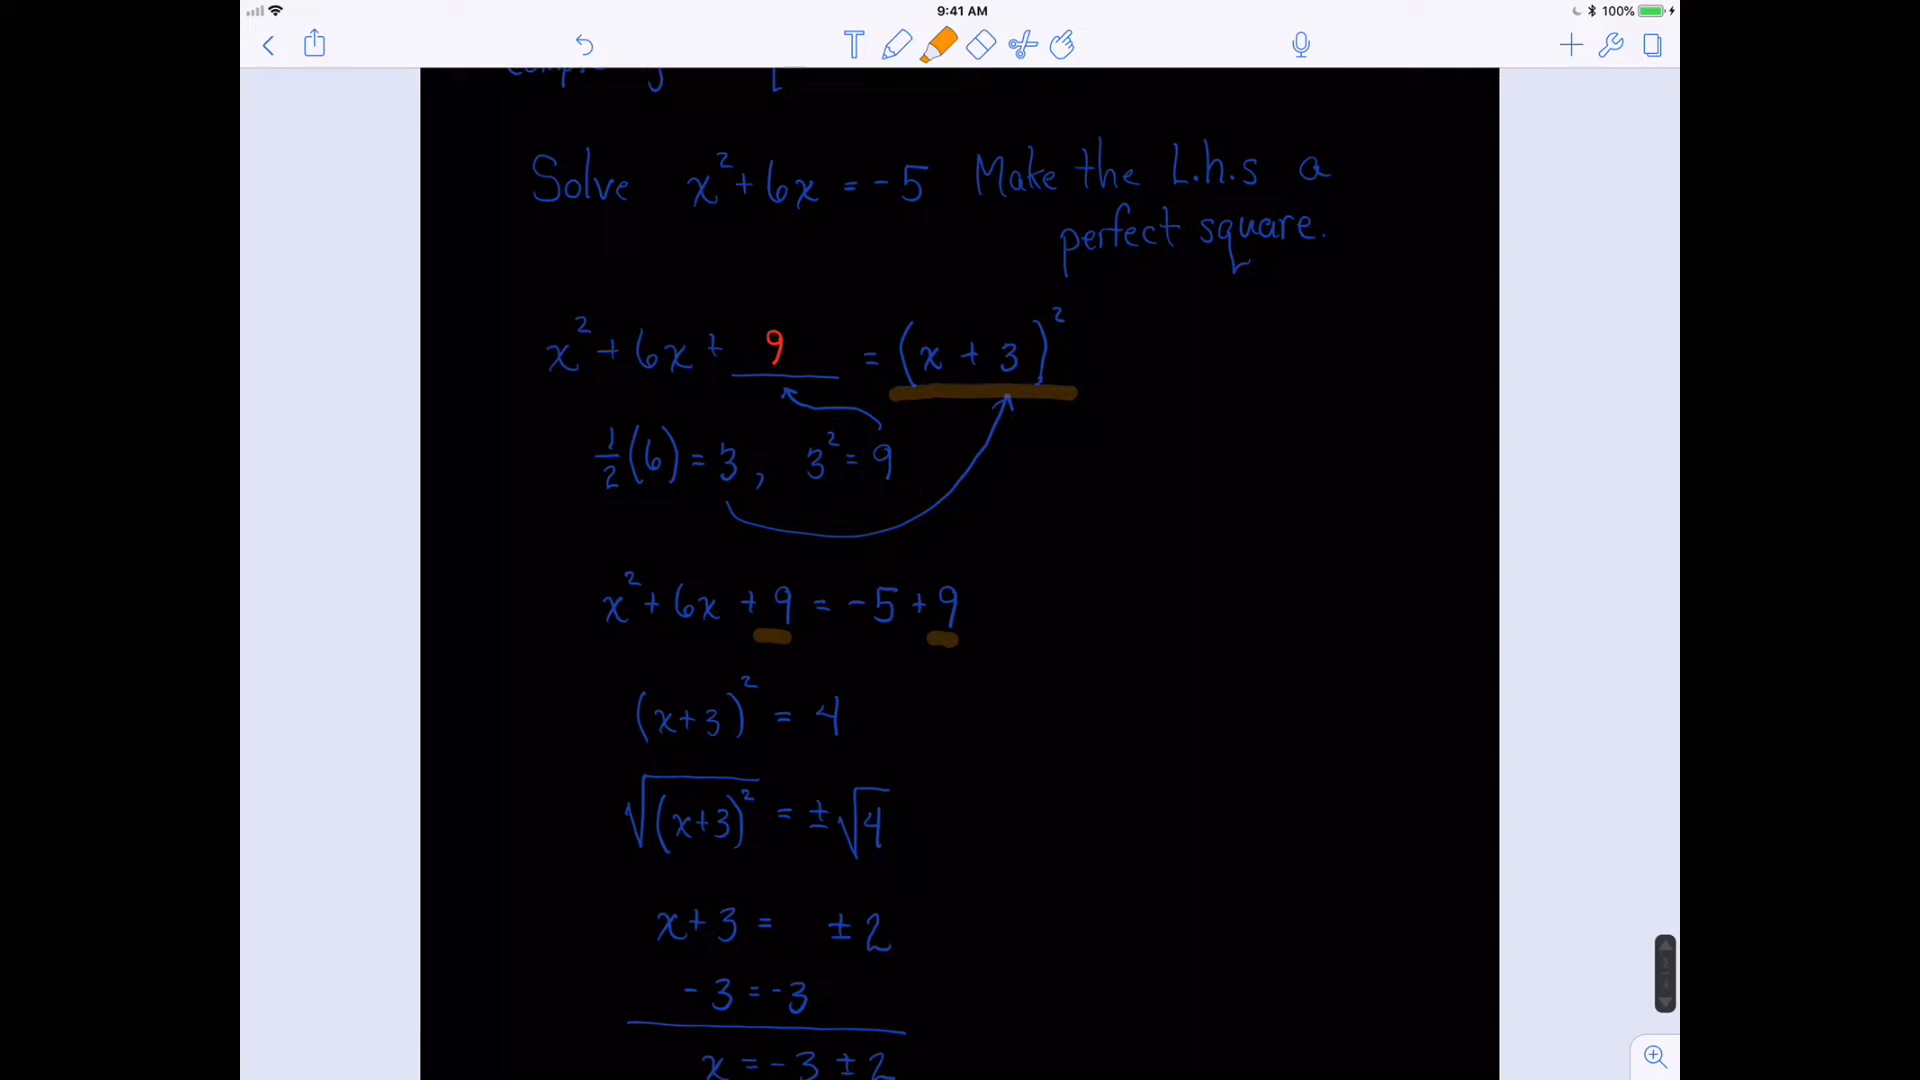 9:41 AM
100%
Solve x² + 6x = -5 Make the L.h.s a
perfect square.
x² + 6x + 9 = (x + 3)²
1/2 (6) = 3, 3² = 9
x² + 6x + 9 = -5 + 9
(x+3)² = 4
√(x+3)² = ± √4
x + 3 = ± 2
- 3 = -3
x = -3 ± 2